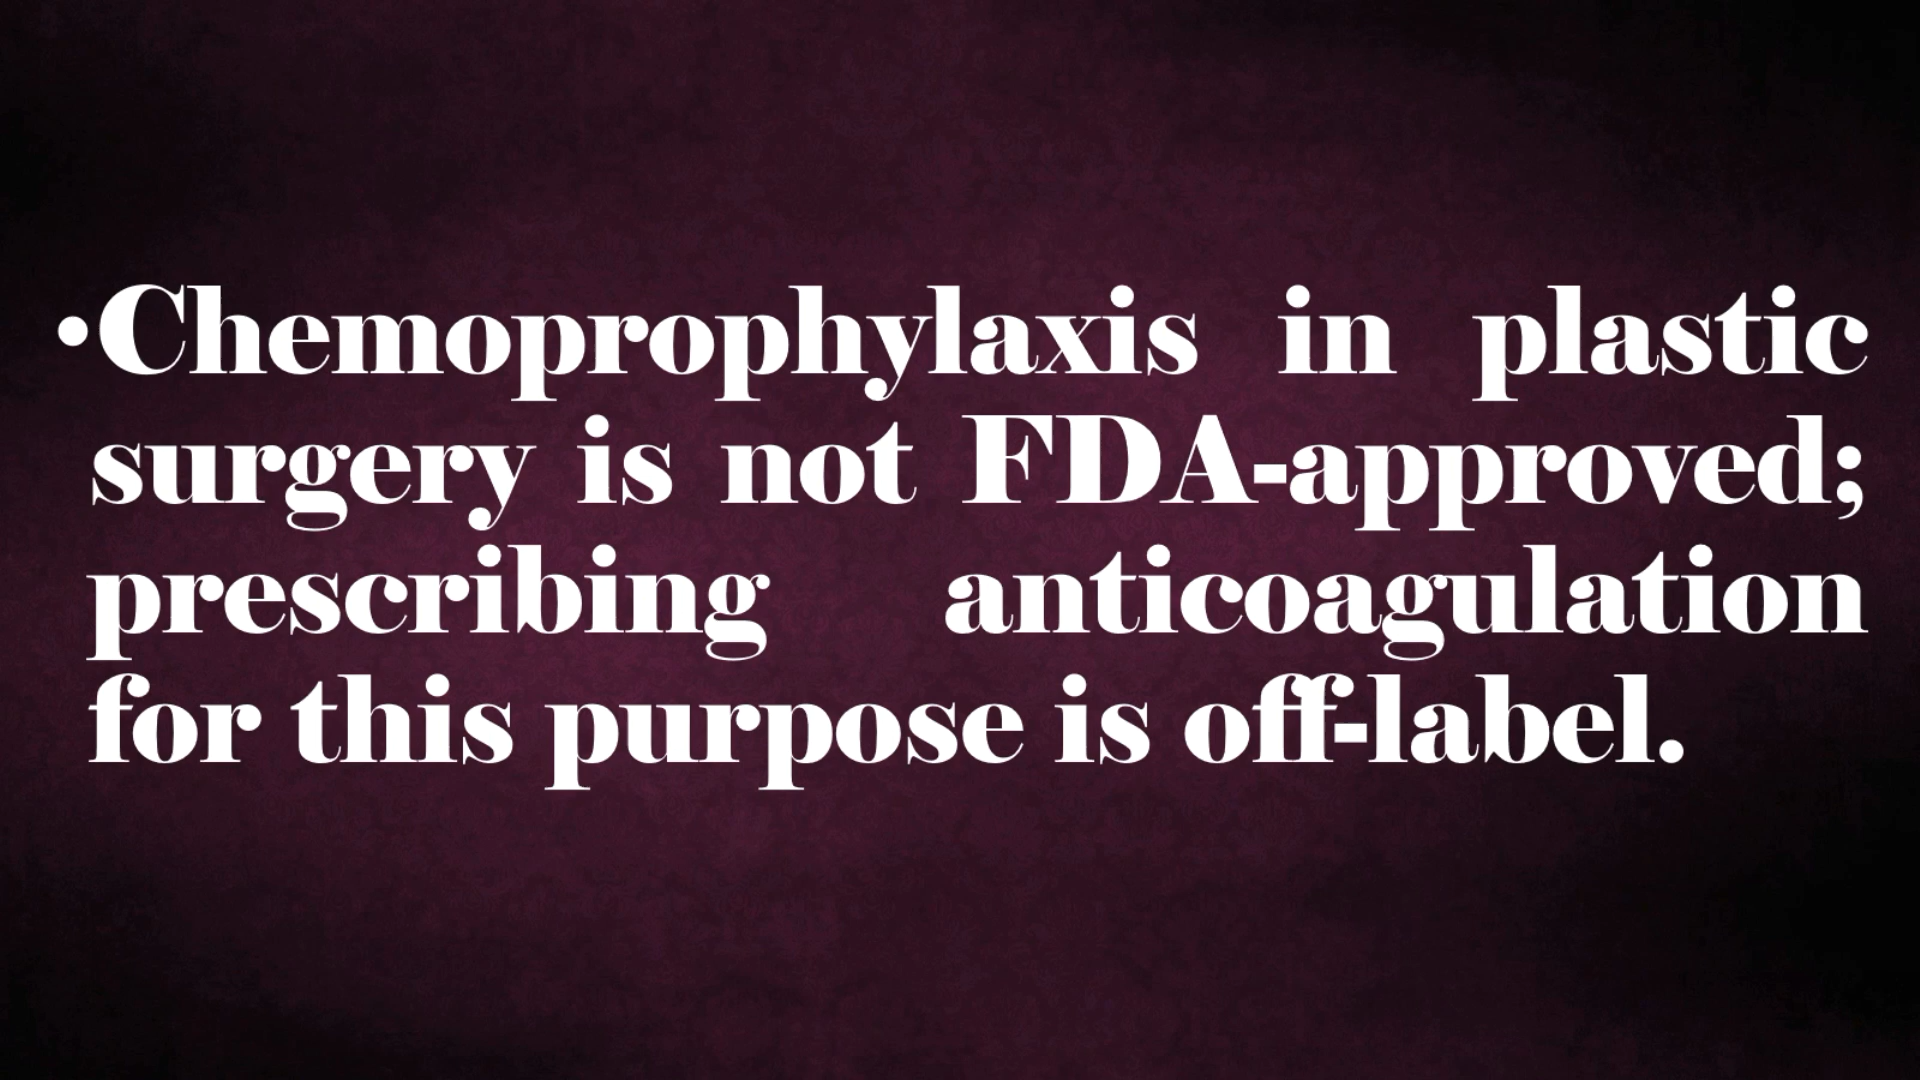 •Chemoprophylaxis in plastic
surgery is not FDA-approved;
prescribing anticoagulation
for this purpose is off-label.